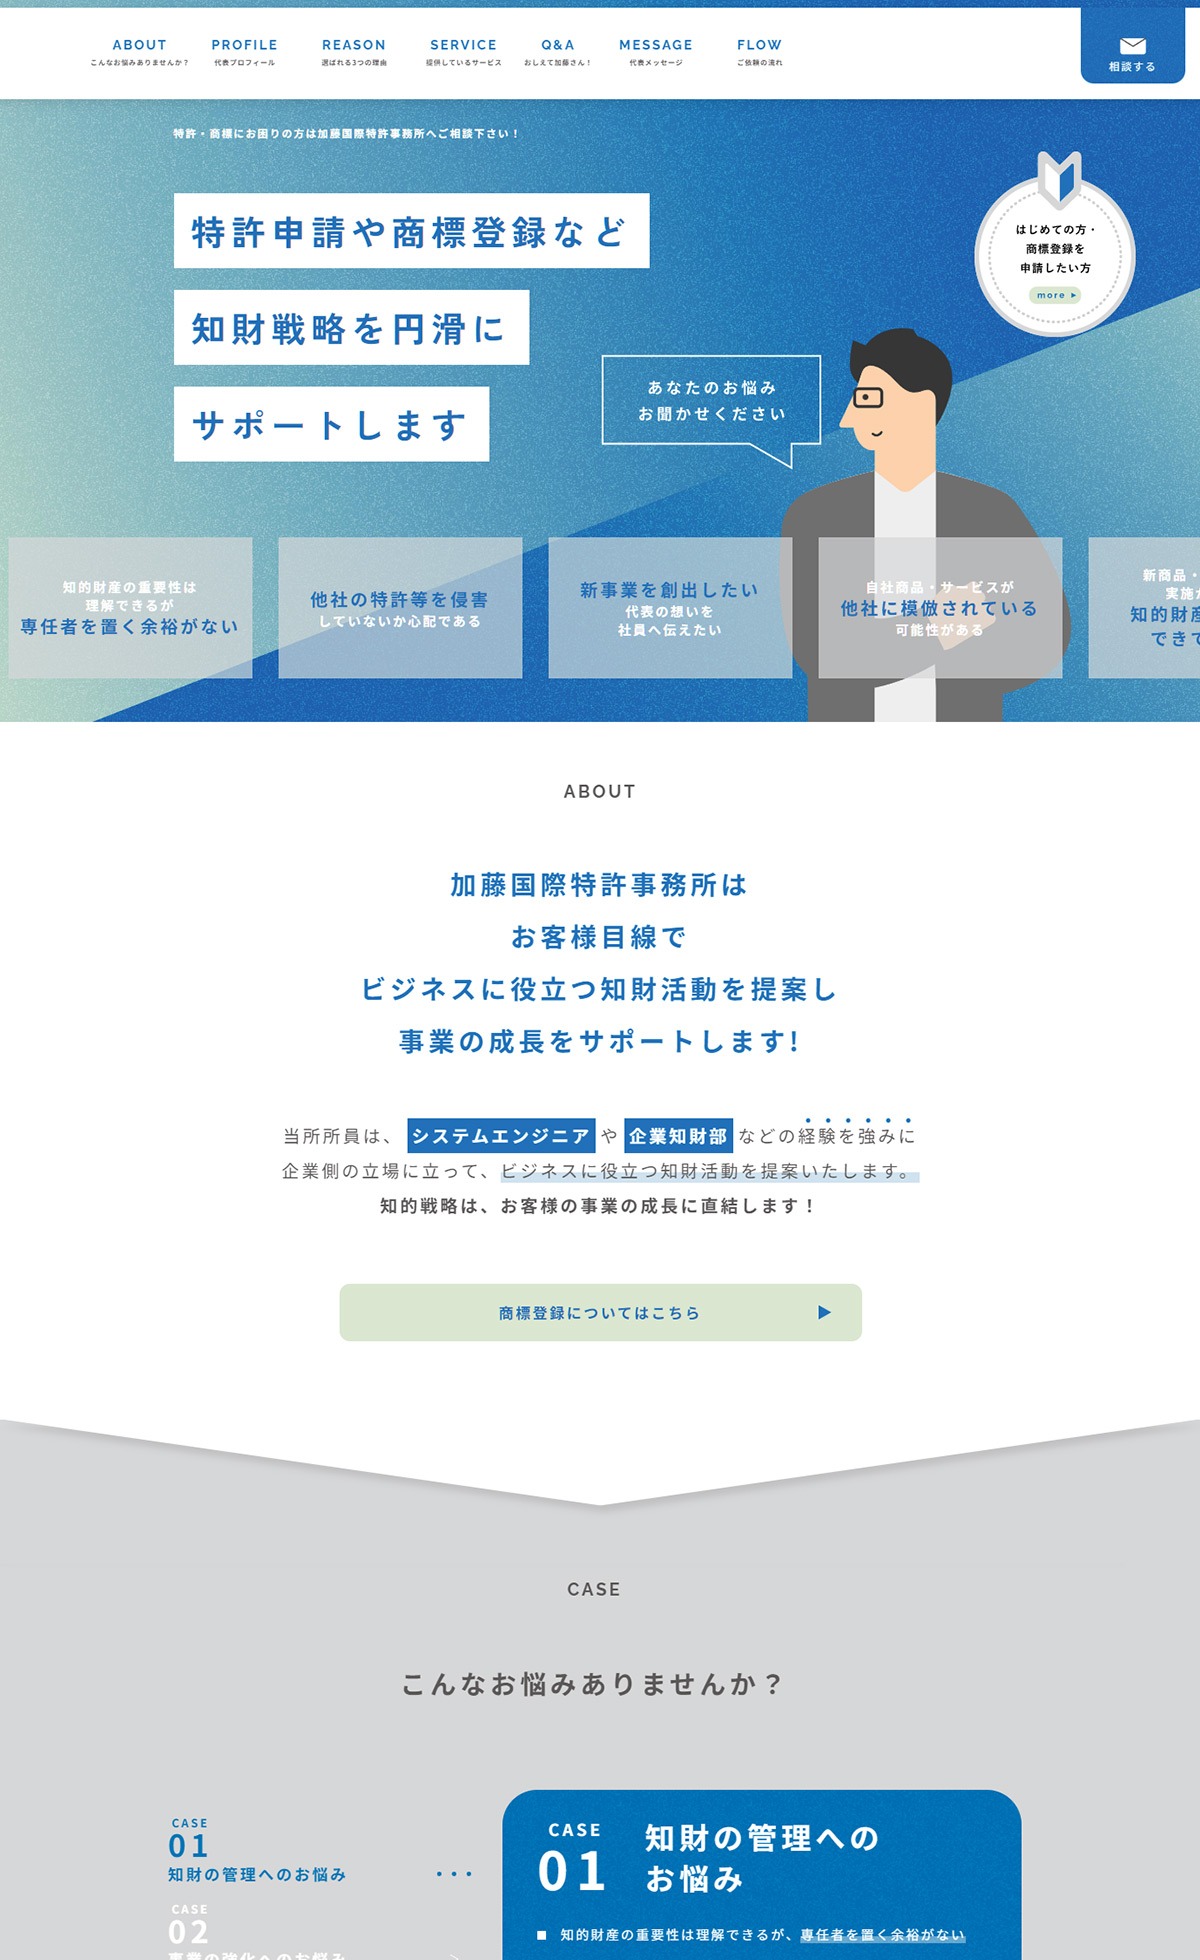 ABOUT
こんなお悩みありませんか？
PROFILE
代表プロフィール
REASON
選ばれる3つの理由
SERVICE
提供しているサービス
Q&A
おしえて加藤さん！
MESSAGE
代表メッセージ
FLOW
ご依頼の流れ
相談する
特許・商標にお困りの方は加藤国際特許事務所へご相談下さい！
特許申請や商標登録など
知財戦略を円滑に
サポートします
はじめての方・
商標登録を
申請したい方
more
あなたのお悩み
お聞かせください
知的財産の重要性は
理解できるが
専任者を置く余裕がない
他社の特許等を侵害
していないか心配である
新事業を創出したい
代表の想いを
社員へ伝えたい
自社商品・サービスが
他社に模倣されている
可能性がある
新商品・
実施
知的財
できて
ABOUT
加藤国際特許事務所は
お客様目線で
ビジネスに役立つ知財活動を提案し
事業の成長をサポートします!
当所所員は、 システムエンジニア や 企業知財部 などの経験を強みに
企業側の立場に立って、ビジネスに役立つ知財活動を提案いたします。
知的戦略は、お客様の事業の成長に直結します！
商標登録についてはこちら
CASE
こんなお悩みありませんか？
CASE
01
知財の管理へのお悩み
CASE
02
事業の強化へのお悩み
CASE
01
知財の管理への
お悩み
知的財産の重要性は理解できるが、専任者を置く余裕がない